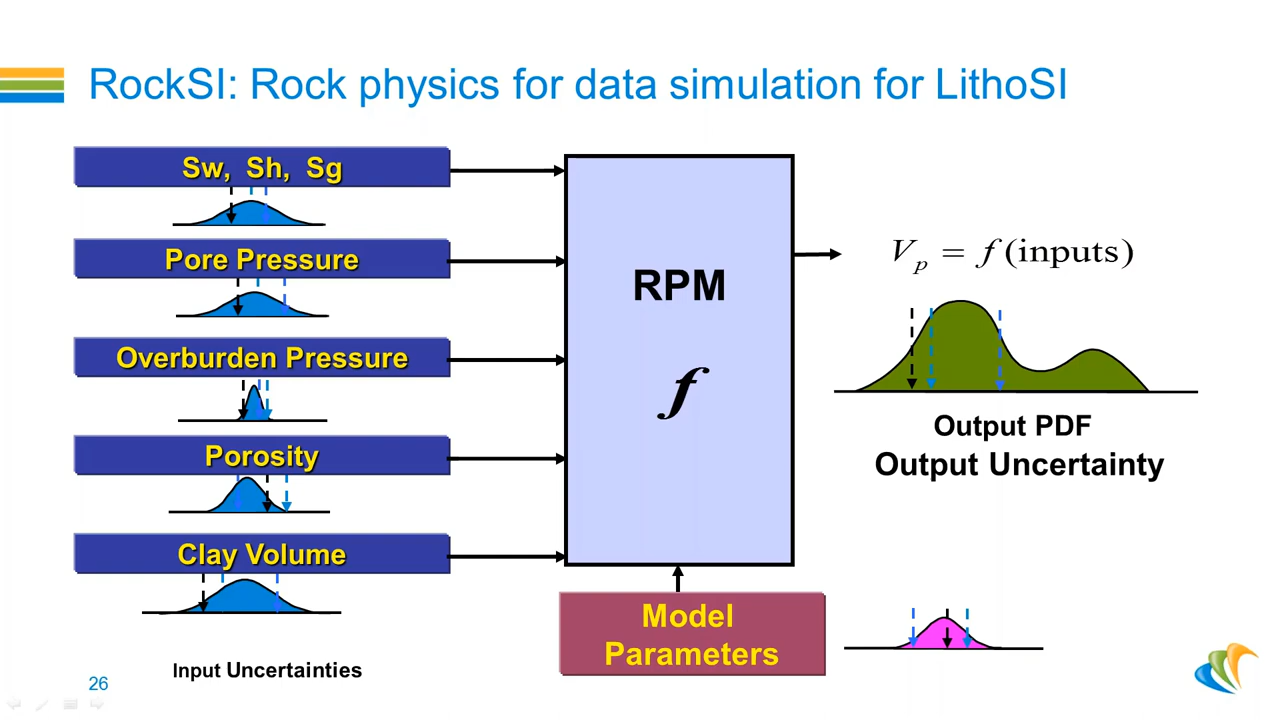 RockSI: Rock physics for data simulation for LithoSI
Sw, Sh, Sg
Pore Pressure
Overburden Pressure
Porosity
Clay Volume
Input Uncertainties
RPM
f
Model
Parameters
Vp = f (inputs)
Output PDF
Output Uncertainty
26